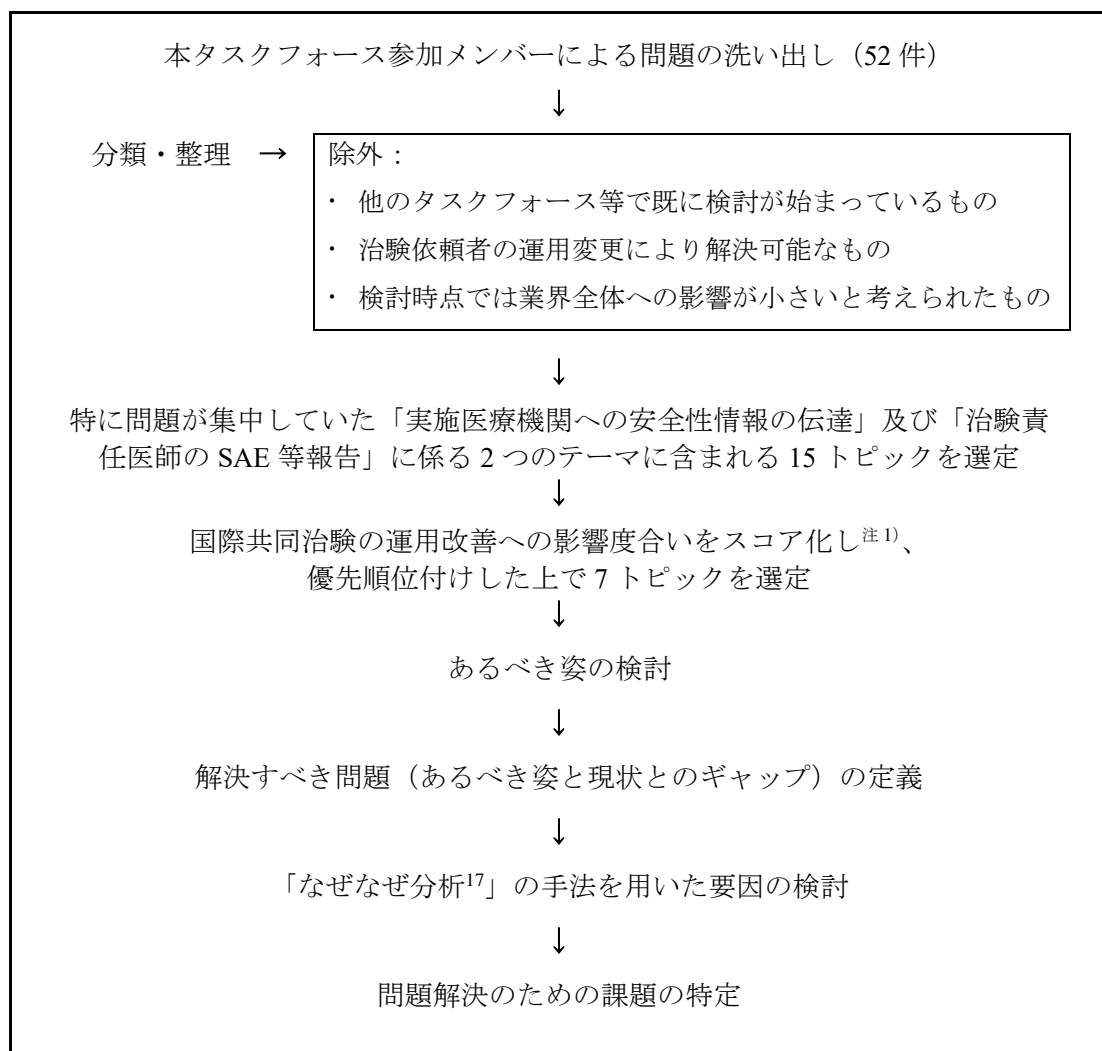 本タスクフォース参加メンバーによる問題の洗い出し（52 件）
↓
分類・整理 → 除外：
・ 他のタスクフォース等で既に検討が始まっているもの
・ 治験依頼者の運用変更により解決可能なもの
・ 検討時点では業界全体への影響が小さいと考えられたもの
↓
特に問題が集中していた「実施医療機関への安全性情報の伝達」及び「治験責
任医師の SAE 等報告」に係る 2 つのテーマに含まれる 15 トピックを選定
↓
国際共同治験の運用改善への影響度合いをスコア化し注1）、
優先順位付けした上で 7 トピックを選定
↓
あるべき姿の検討
↓
解決すべき問題（あるべき姿と現状とのギャップ）の定義
↓
「なぜなぜ分析17」の手法を用いた要因の検討
↓
問題解決のための課題の特定